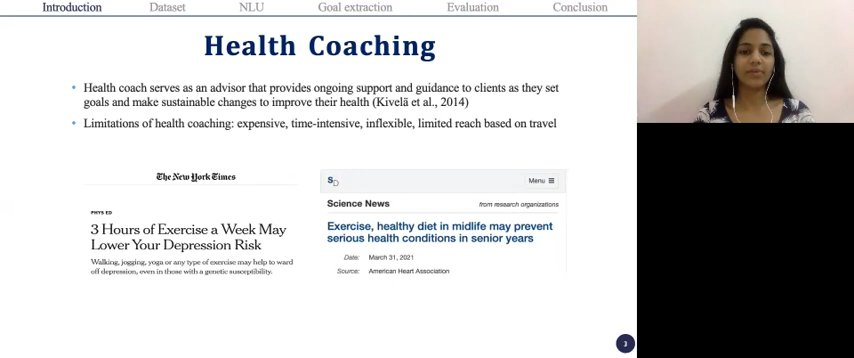 Introduction Dataset NLU Goal extraction Evaluation Conclusion
Health Coaching
• Health coach serves as an advisor that provides ongoing support and guidance to clients as they set
goals and make sustainable changes to improve their health (Kivelä et al., 2014)
• Limitations of health coaching: expensive, time-intensive, inflexible, limited reach based on travel
The New York Times
PHYS ED
3 Hours of Exercise a Week May
Lower Your Depression Risk
Walking, jogging, yoga or any type of exercise may help to ward
off depression, even in those with a genetic susceptibility.
SD Menu
Science News from research organizations
Exercise, healthy diet in midlife may prevent
serious health conditions in senior years
Date: March 31, 2021
Source: American Heart Association